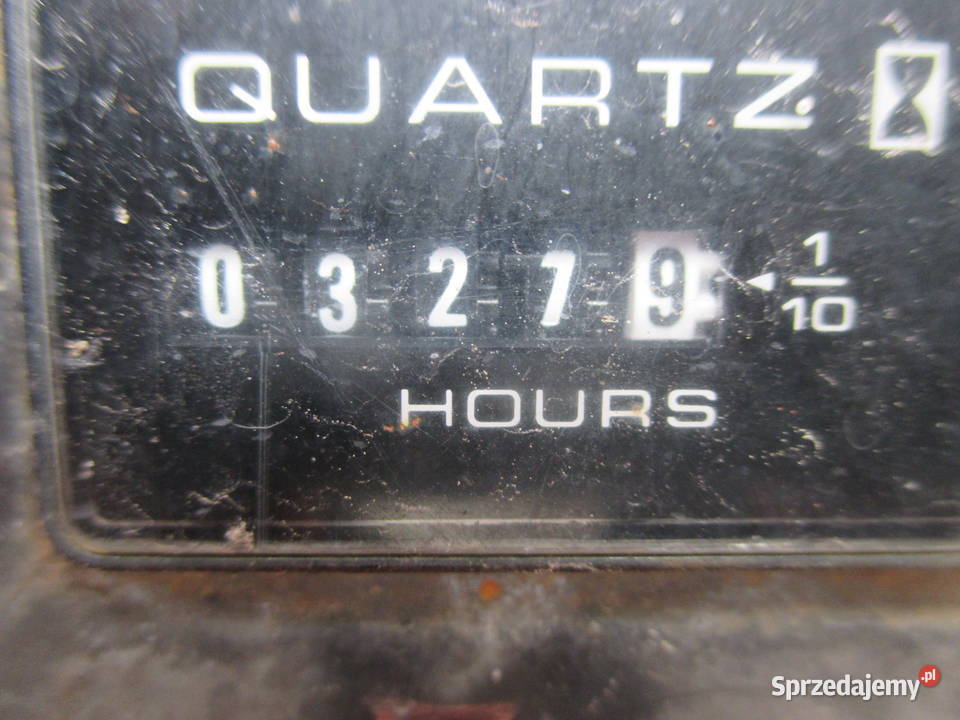 QUARTZ
03279 1/10
HOURS
Sprzedajemy.pl